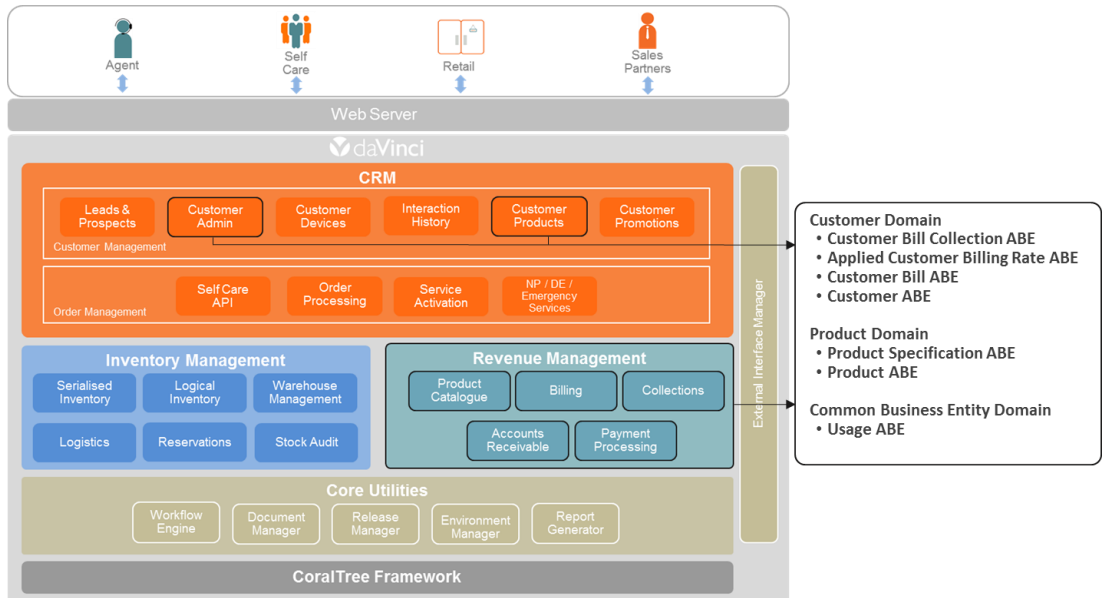 Agent
Self
Care
Retail
Sales
Partners
Web Server
daVinci
CRM
Leads &
Prospects
Customer
Admin
Customer
Devices
Interaction
History
Customer
Products
Customer
Promotions
Customer Management
Self Care
API
Order
Processing
Service
Activation
NP / DE /
Emergency
Services
Order Management
Inventory Management
Serialised
Inventory
Logical
Inventory
Warehouse
Management
Logistics
Reservations
Stock Audit
Revenue Management
Product
Catalogue
Billing
Collections
Accounts
Receivable
Payment
Processing
External Interface Manager
Core Utilities
Workflow
Engine
Document
Manager
Release
Manager
Environment
Manager
Report
Generator
CoralTree Framework
Customer Domain
• Customer Bill Collection ABE
• Applied Customer Billing Rate ABE
• Customer Bill ABE
• Customer ABE
Product Domain
• Product Specification ABE
• Product ABE
Common Business Entity Domain
• Usage ABE